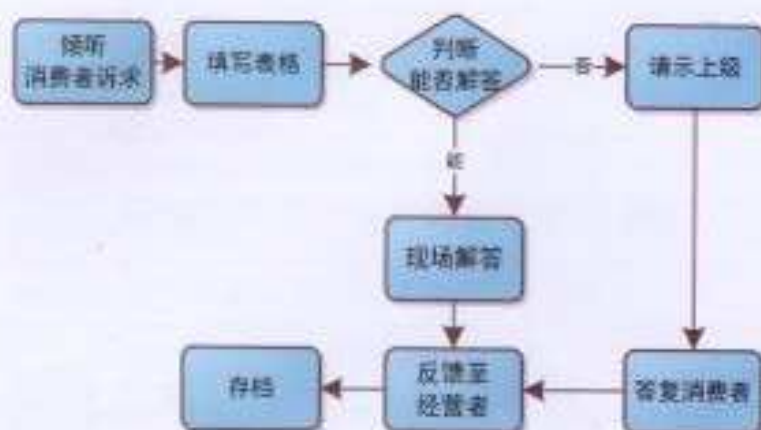 倾听
消费者诉求
填写表格
判断
能否解答
否
请示上级
能
现场解答
存档
反馈至
经营者
答复消费者